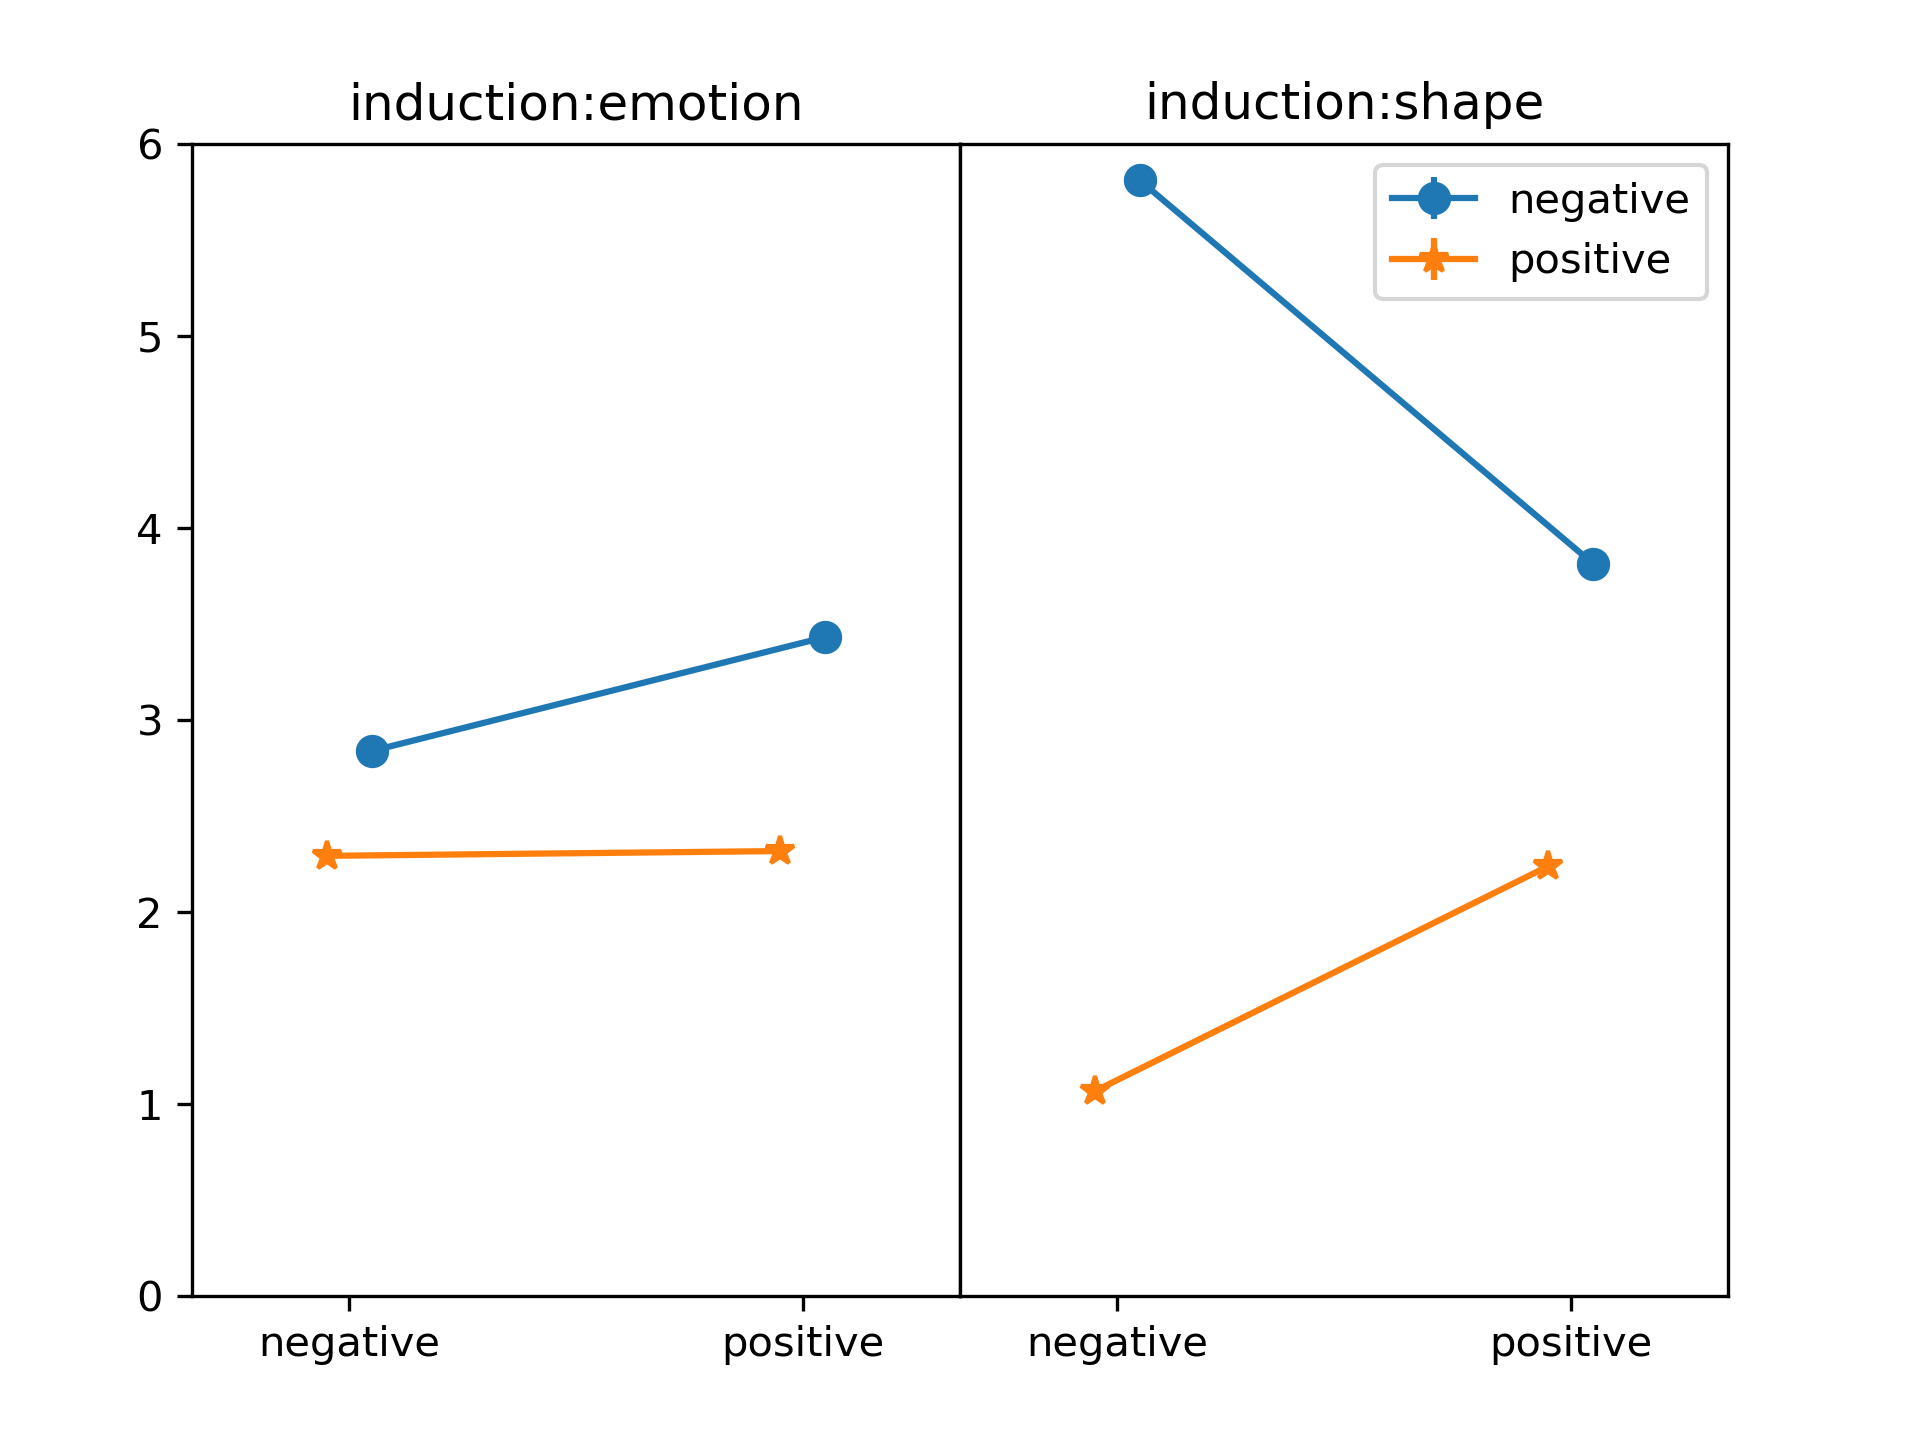 induction:emotion
induction:shape
6
5
4
3
2
1
0
negative
positive
negative
positive
negative
positive